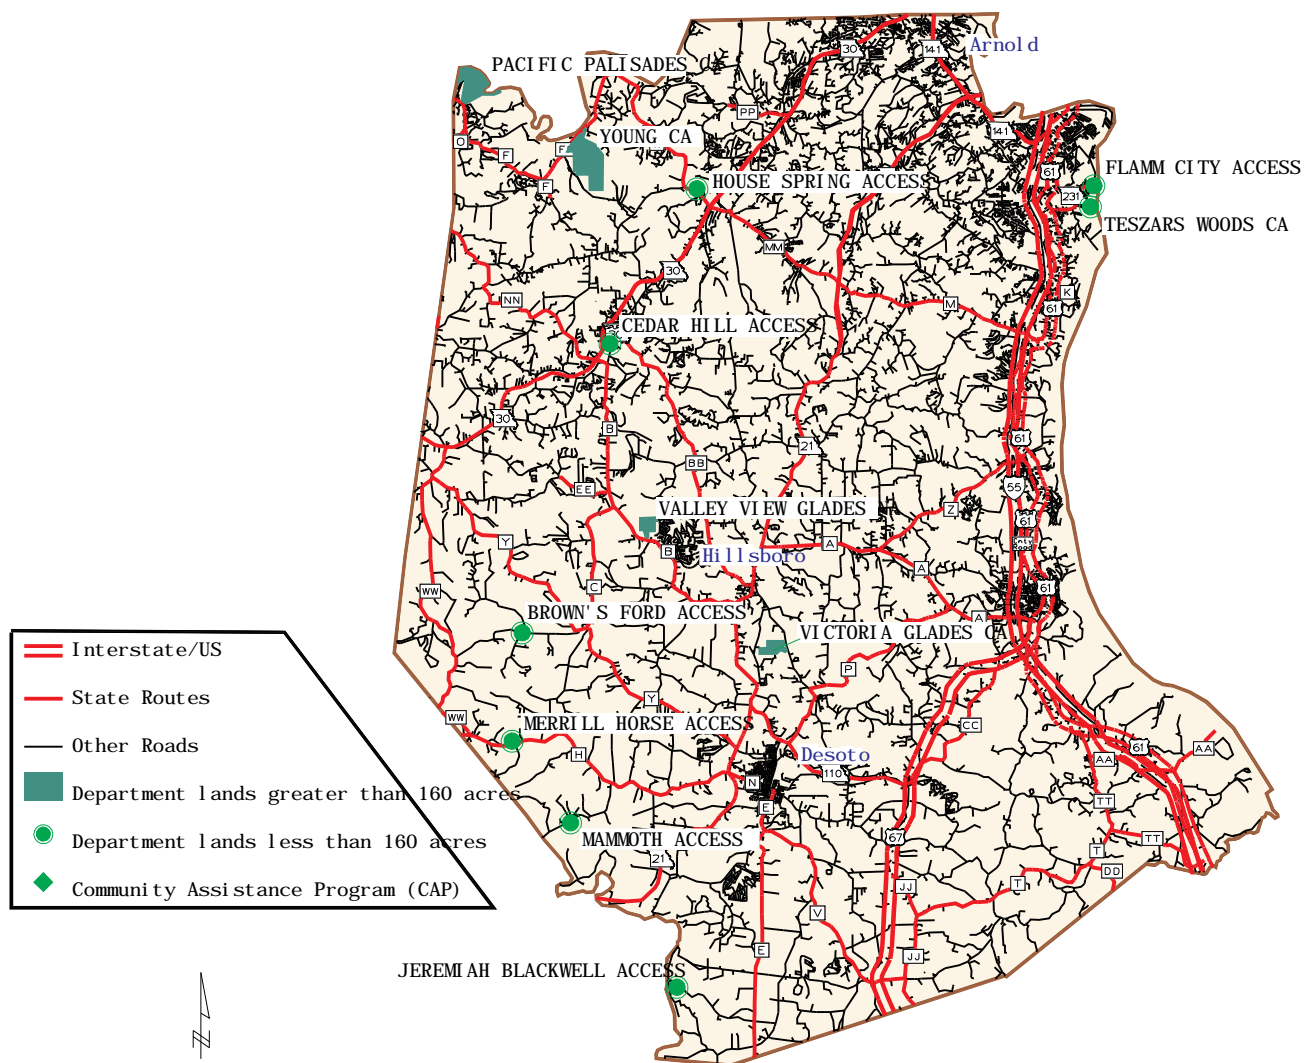 Arnold
30
141
PACIFIC PALISADES CA
PP
141
O
F
F
F
YOUNG CA
61
FLAMM CITY ACCESS
HOUSE SPRING ACCESS
231
TESZARS WOODS CA
MM
30
NN
K
M
61
CEDAR HILL ACCESS
30
B
21
61
BB
EE
55
VALLEY VIEW GLADES
Z
61
Y
B
Hillsboro
A
A
WW
C
61
BROWN'S FORD ACCESS
A
VICTORIA GLADES CA
Interstate/US
P
State Routes
Y
WW
MERRILL HORSE ACCESS
CC
Other Roads
H
Desoto
61
AA
AA
110
N
Department lands greater than 160 acres
E
TT
MAMMOTH ACCESS
67
TT
Department lands less than 160 acres
21
T
DD
Community Assistance Program (CAP)
JJ
T
V
E
JJ
JEREMIAH BLACKWELL ACCESS
N